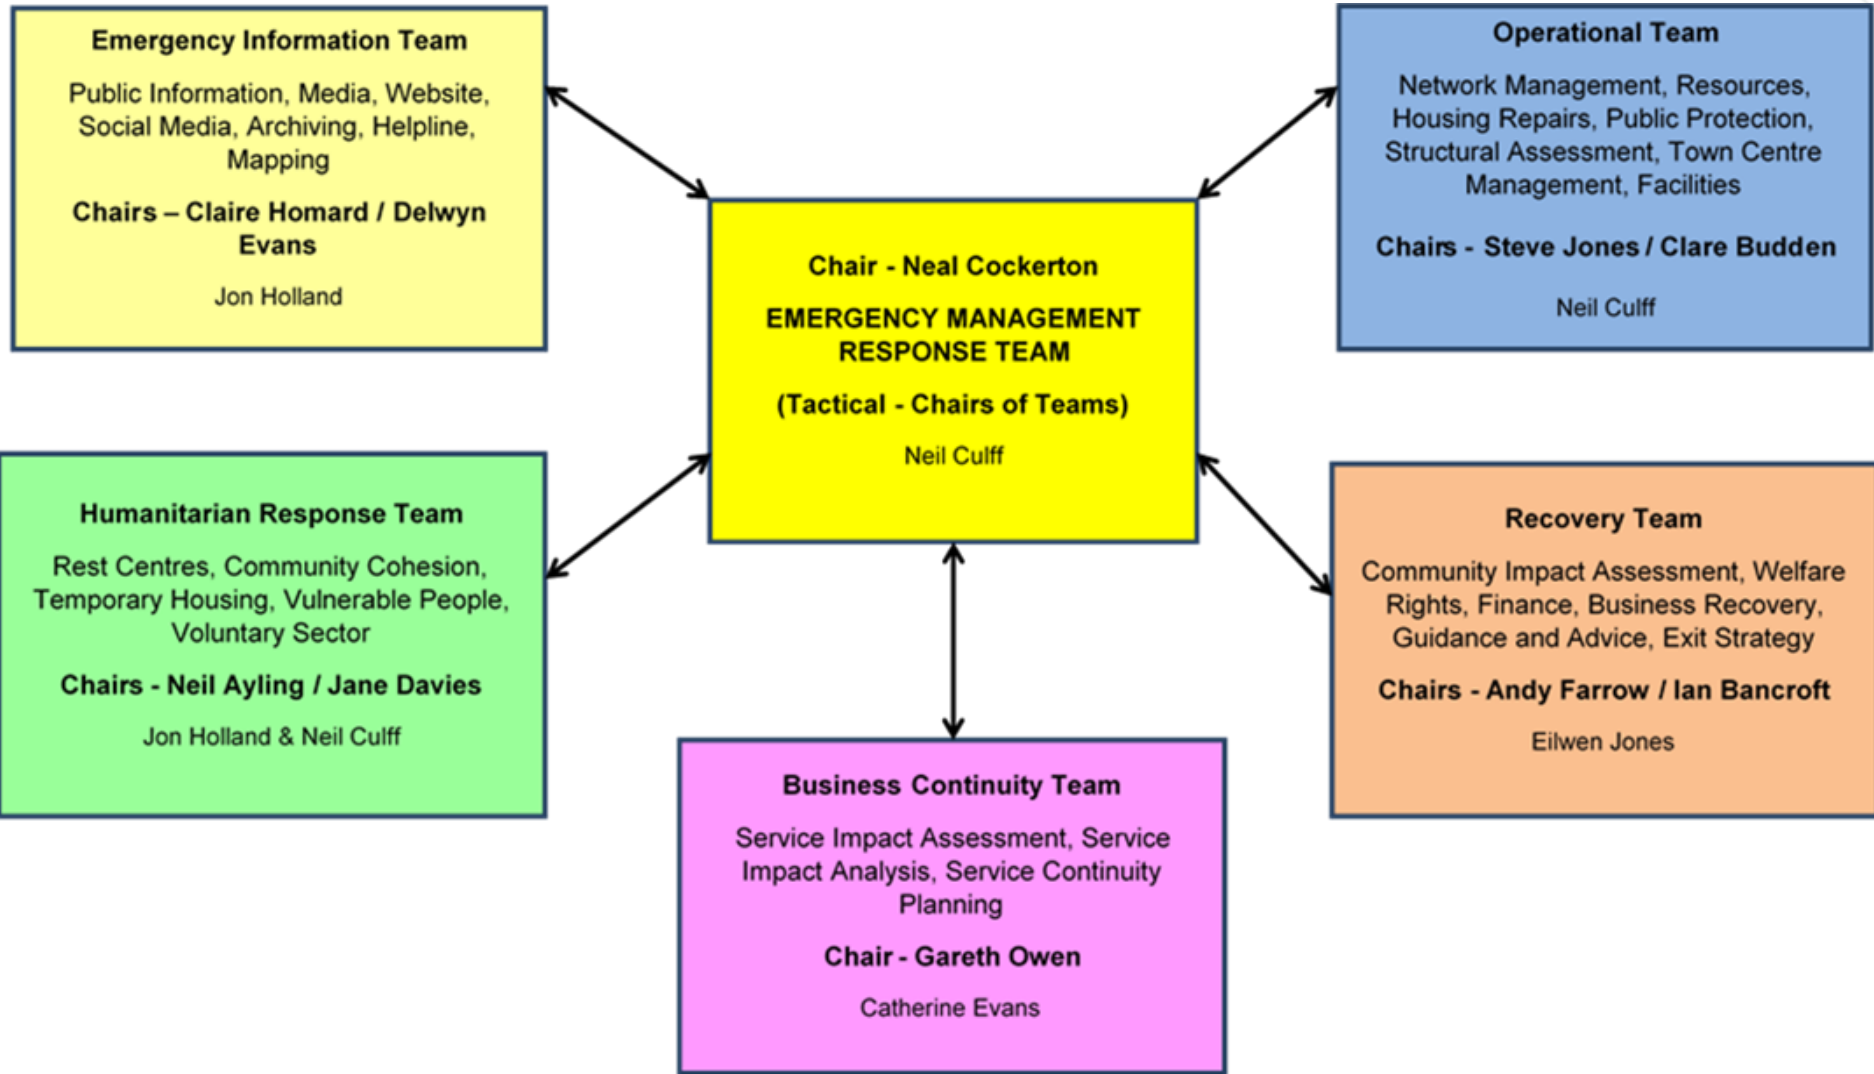 Emergency Information Team
Public Information, Media, Website,
Social Media, Archiving, Helpline,
Mapping
Chairs – Claire Homard / Delwyn
Evans
Jon Holland
Operational Team
Network Management, Resources,
Housing Repairs, Public Protection,
Structural Assessment, Town Centre
Management, Facilities
Chairs - Steve Jones / Clare Budden
Neil Culff
Chair - Neal Cockerton
EMERGENCY MANAGEMENT
RESPONSE TEAM
(Tactical - Chairs of Teams)
Neil Culff
Humanitarian Response Team
Rest Centres, Community Cohesion,
Temporary Housing, Vulnerable People,
Voluntary Sector
Chairs - Neil Ayling / Jane Davies
Jon Holland & Neil Culff
Recovery Team
Community Impact Assessment, Welfare
Rights, Finance, Business Recovery,
Guidance and Advice, Exit Strategy
Chairs - Andy Farrow / Ian Bancroft
Eilwen Jones
Business Continuity Team
Service Impact Assessment, Service
Impact Analysis, Service Continuity
Planning
Chair - Gareth Owen
Catherine Evans